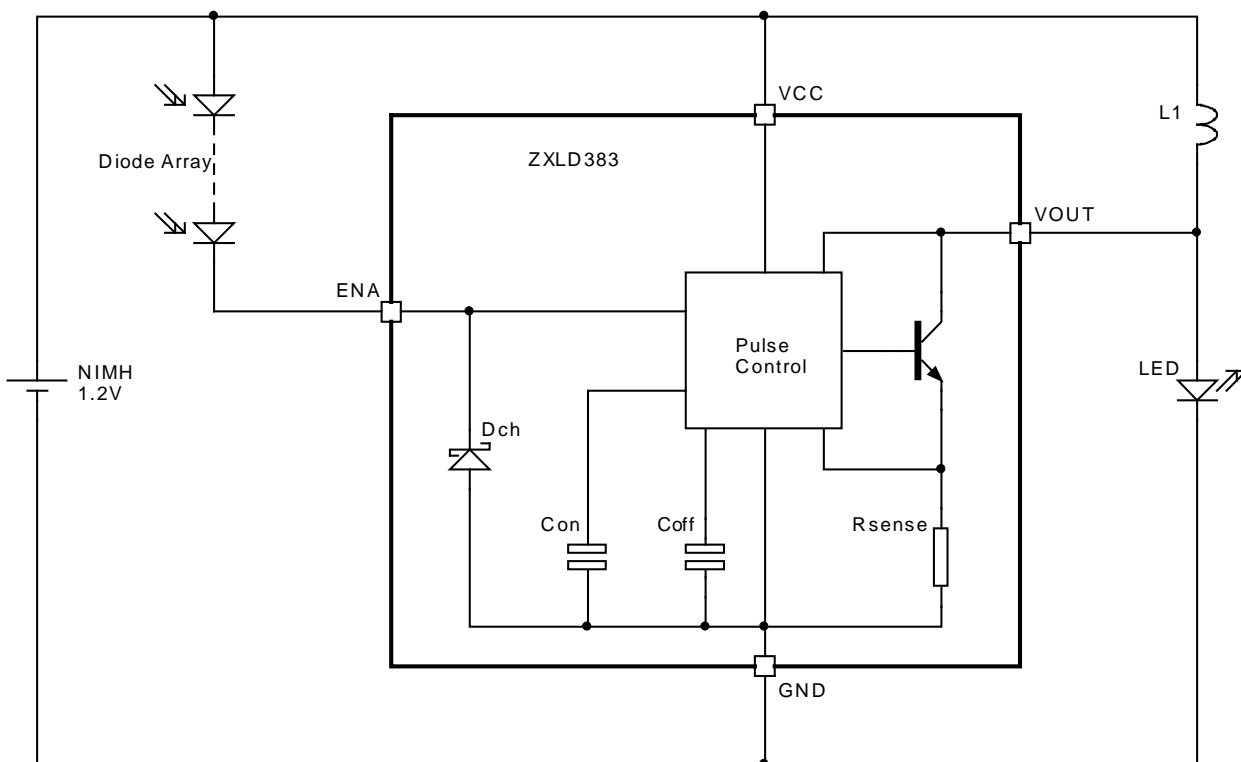 VCC
L1
ZXLD383
Diode Array
VOUT
ENA
Pulse
Control
NIMH
1.2V
LED
Dch
Con
Coff
Rsense
GND